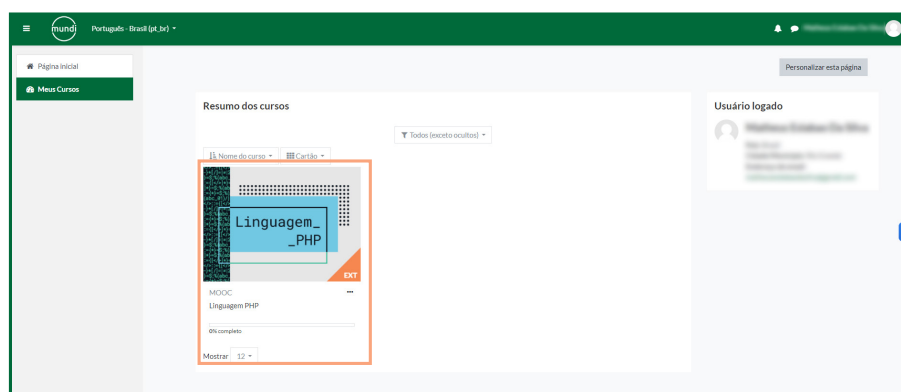 mundi
Português - Brasil (pt_br)
Página inicial
Meus Cursos
Personalizar esta página
Resumo dos cursos
Todos (exceto ocultos)
Nome do curso
Cartão
Linguagem_
_PHP
EXT
MOOC
...
Linguagem PHP
0% completo
Mostrar 12
Usuário logado